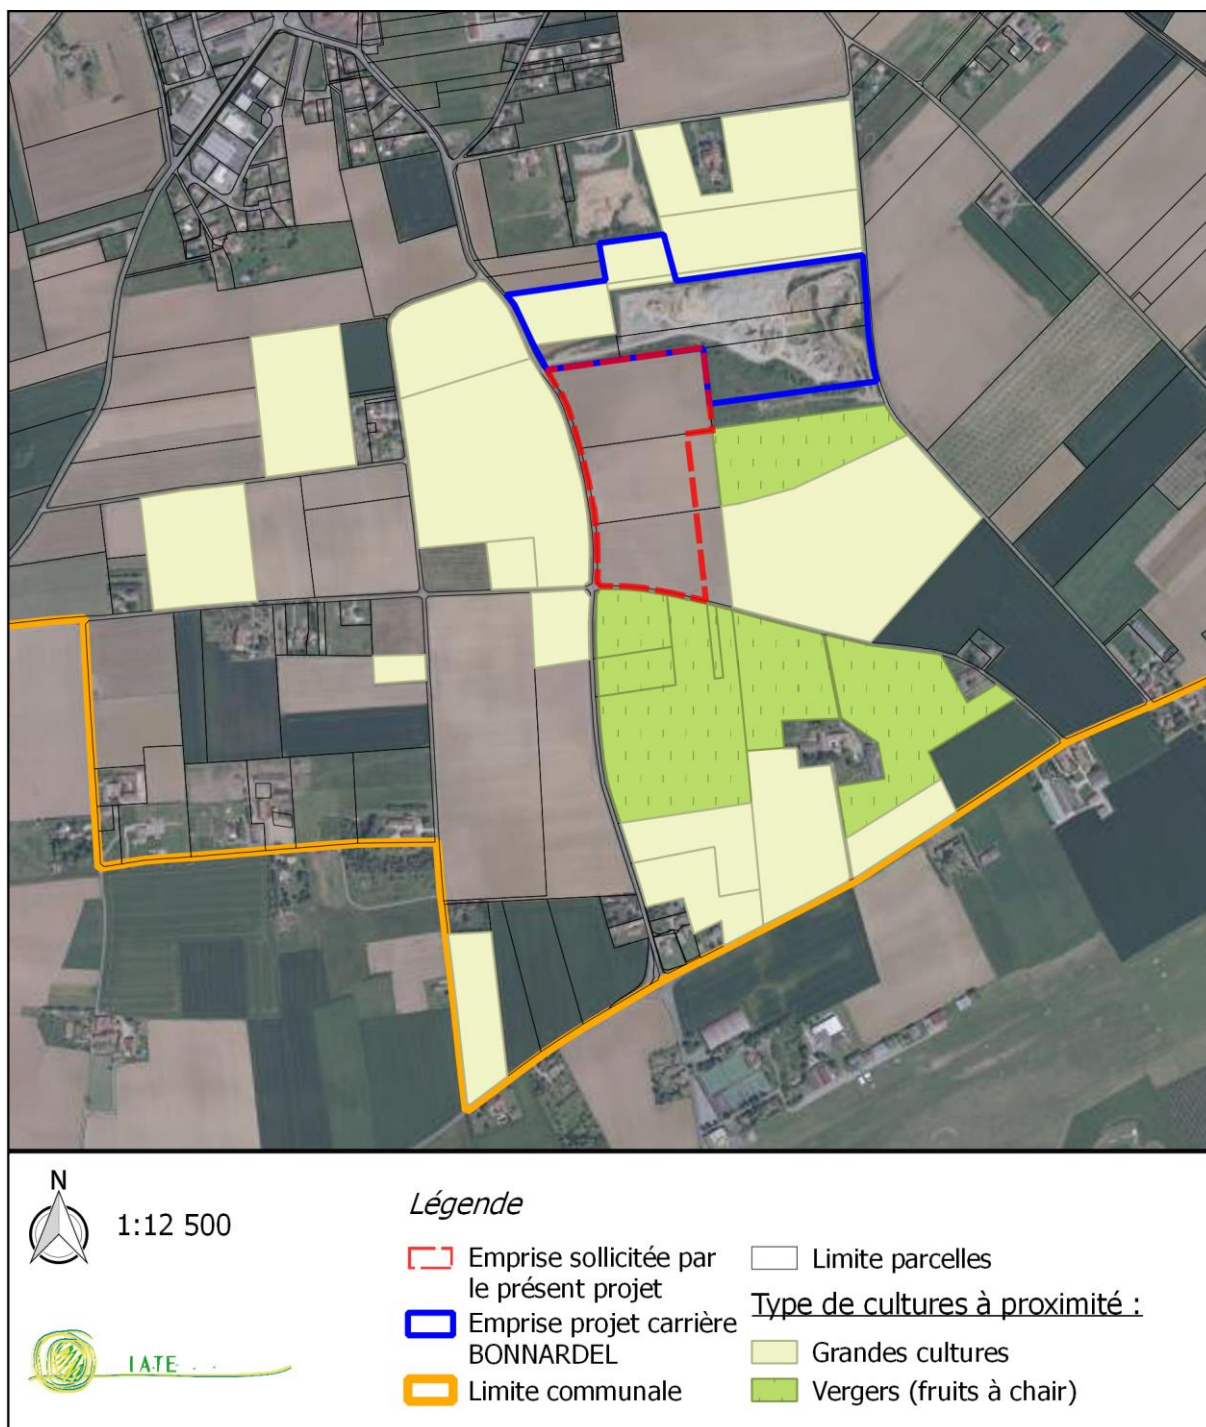 N
1:12 500
IATE
Légende
Emprise sollicitée par
le présent projet
Emprise projet carrière
BONNARDEL
Limite communale
Limite parcelles
Type de cultures à proximité :
Grandes cultures
Vergers (fruits à chair)